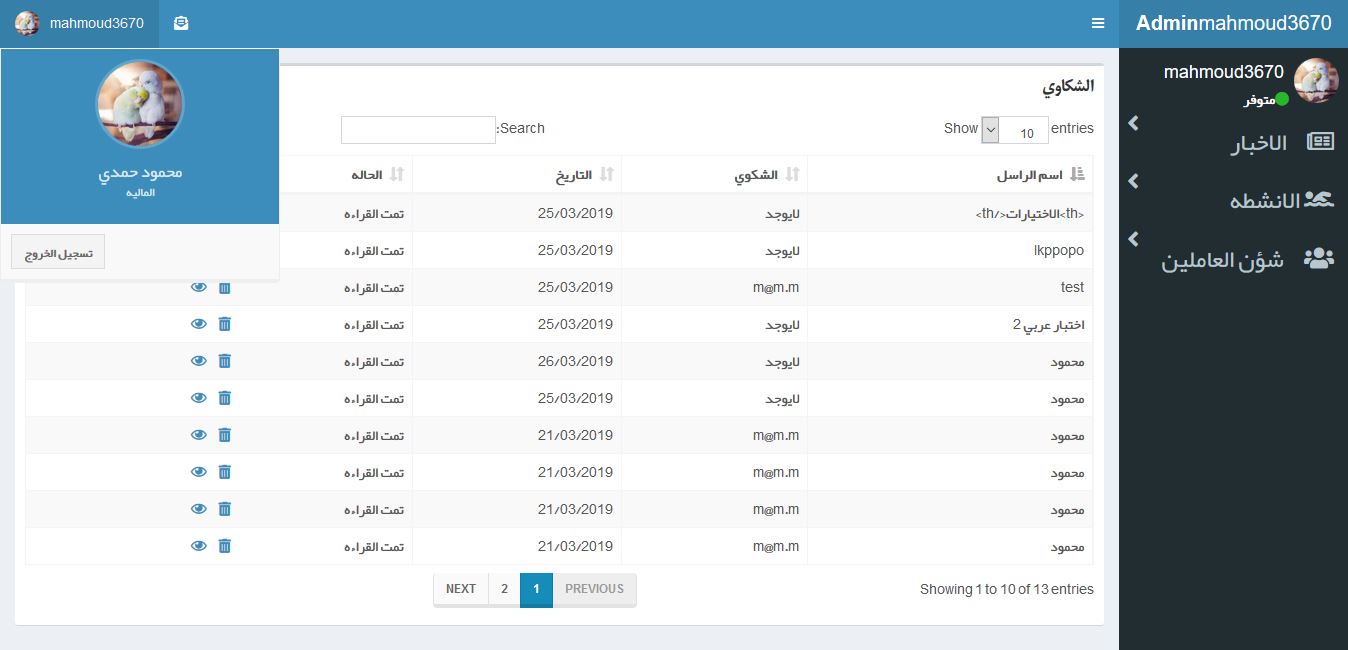 Adminmahmoud3670
mahmoud3670
mahmoud3670
متوفر
الاخبار
الانشطه
شؤن العاملين
محمود حمدي
الماليه
تسجيل الخروج
الشكاوي
Show 10 entries
Search:
اسم الراسل الشكوي التاريخ الحاله
<th>الاختيارات</th> لايوجد 25/03/2019 تمت القراءه
lkppopo لايوجد 25/03/2019 تمت القراءه
test m@m.m 25/03/2019 تمت القراءه
اختبار عربي 2 لايوجد 25/03/2019 تمت القراءه
محمود لايوجد 26/03/2019 تمت القراءه
محمود لايوجد 25/03/2019 تمت القراءه
محمود m@m.m 21/03/2019 تمت القراءه
محمود m@m.m 21/03/2019 تمت القراءه
محمود m@m.m 21/03/2019 تمت القراءه
محمود m@m.m 21/03/2019 تمت القراءه
Showing 1 to 10 of 13 entries
PREVIOUS 1 2 NEXT